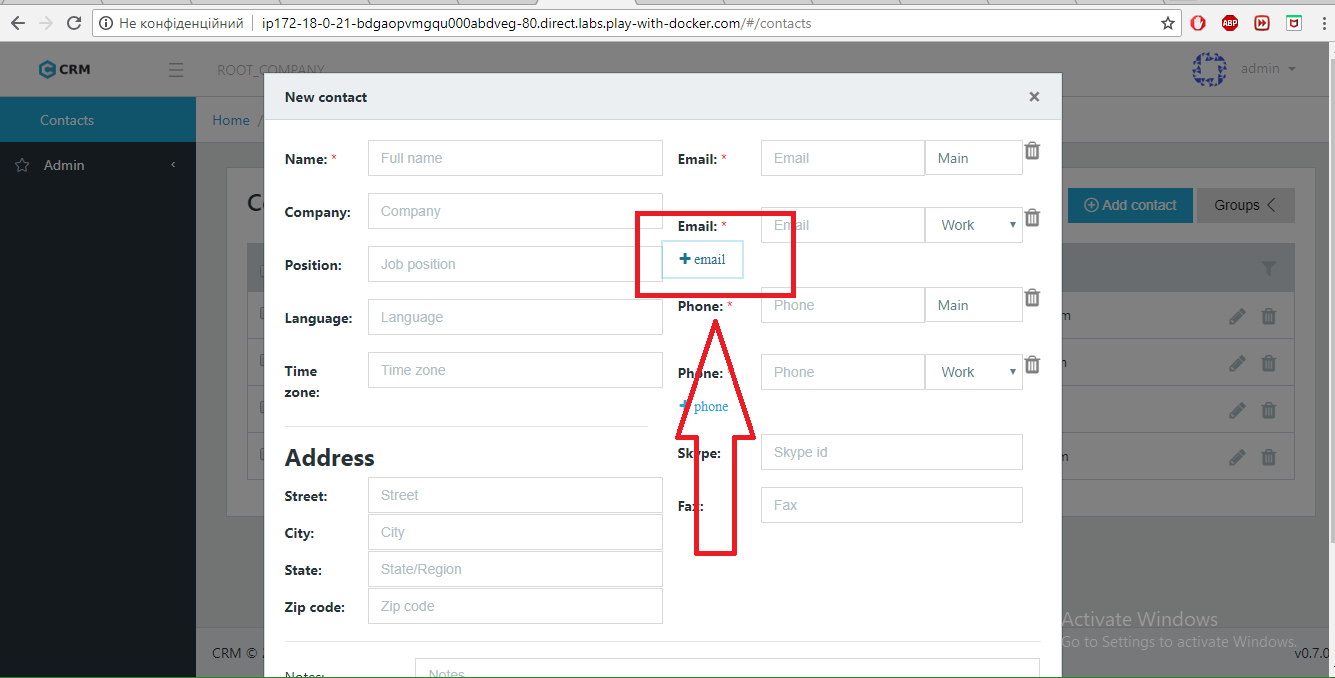 Не конфіденційний
ip172-18-0-21-bdgaopvmgqu000abdveg-80.direct.labs.play-with-docker.com/#/contacts
ABP
CRM
ROOT_COMPANY
admin
Contacts
Home /
Admin
New contact
×
Name: *
Full name
Email: *
Email
Main
Company:
Company
Email: *
Email
Work
+ email
Position:
Job position
Phone: *
Phone
Main
Language:
Language
Time zone:
Time zone
Phone:
Phone
Work
+ phone
Address
Skype:
Skype id
Street:
Street
Fax:
Fax
City:
City
State:
State/Region
Zip code:
Zip code
Notes:
Notes
Add contact
Groups
CRM ©
Activate Windows
Go to Settings to activate Windows.
v0.7.0